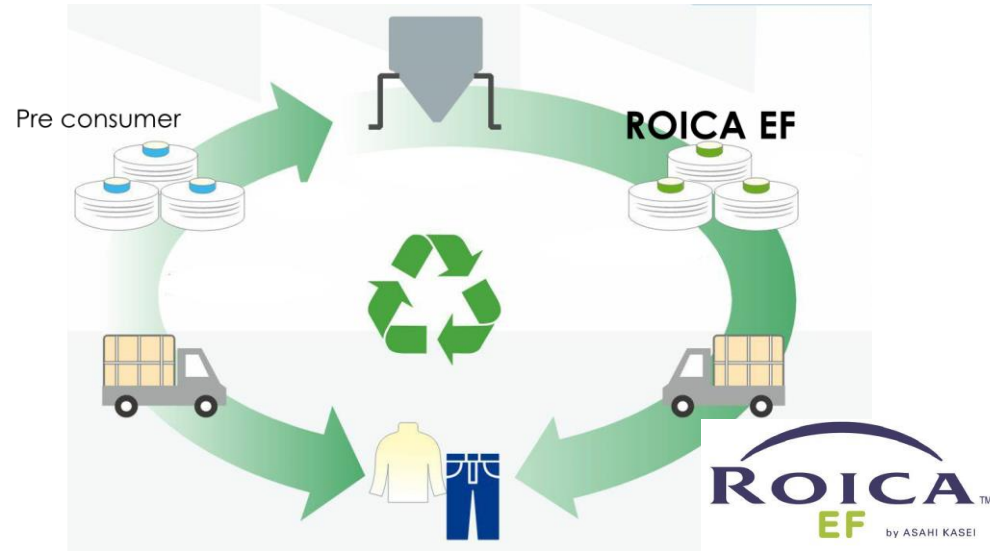 Pre consumer
ROICA EF
ROICA TM
EF by ASAHI KASEI